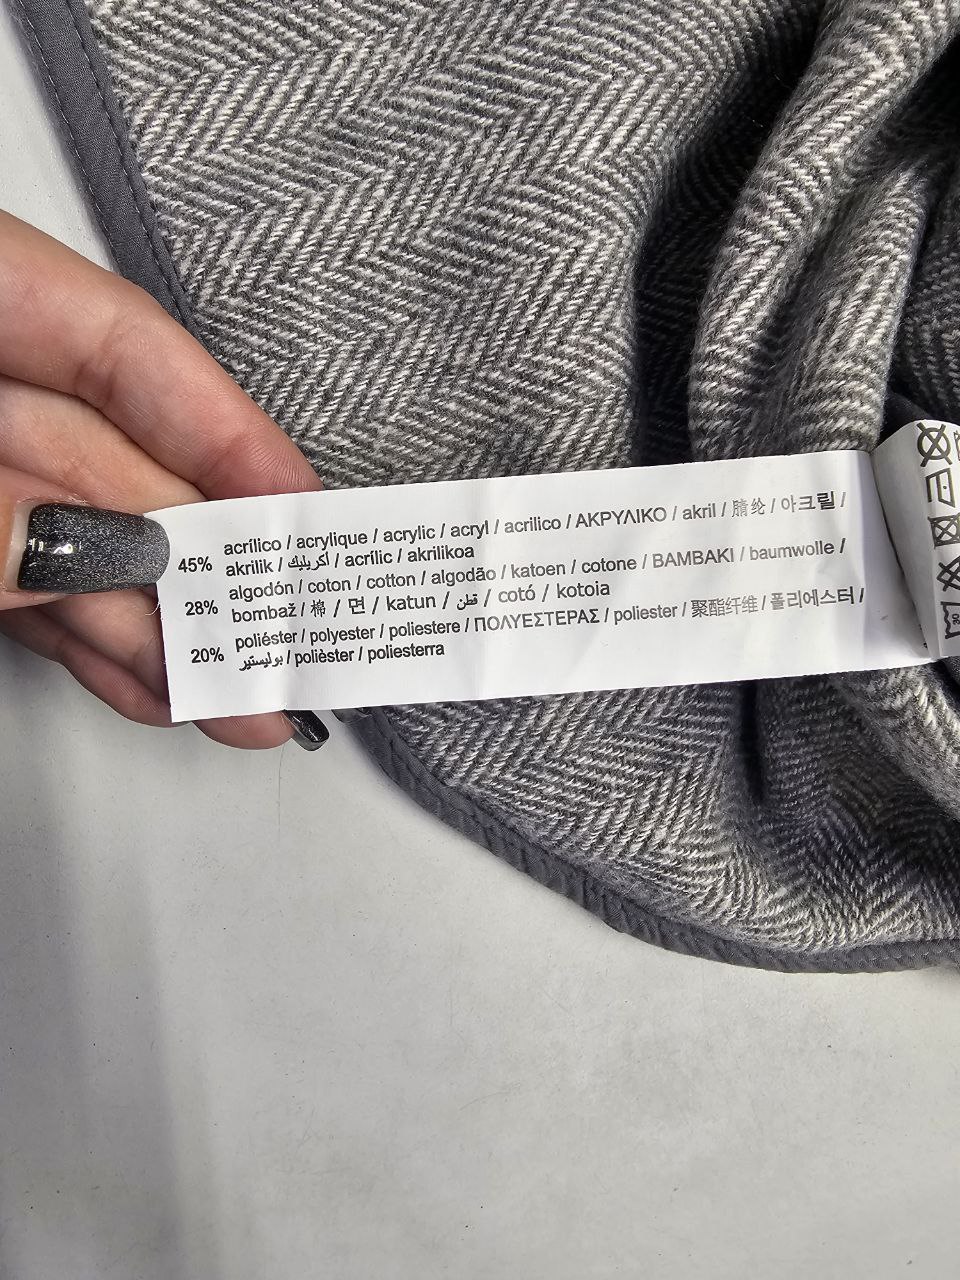 45% acrílico / acrylique / acrylic / acryl / acrilico / ΑΚΡΥΛΙΚΟ / akril / 腈纶 / 아크릴 /
akrilik / أكريليك / acrílic / akrilikoa
28% algodón / coton / cotton / algodão / katoen / cotone / BAMBAKI / baumwolle /
bombaž / 棉 / 면 / katun / قطن / cotó / kotoia
20% poliéster / polyester / poliestere / ΠΟΛΥΕΣΤΕΡΑΣ / poliester / 聚酯纤维 / 폴리에스터 /
بوليستير / polièster / poliesterra